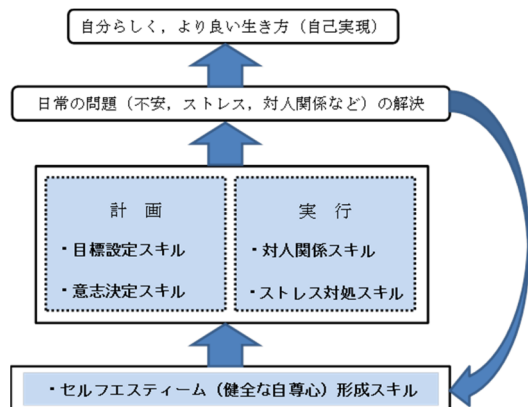 自分らしく，より良い生き方（自己実現）
日常の問題（不安，ストレス，対人関係など）の解決
計　画
・目標設定スキル
・意志決定スキル
実　行
・対人関係スキル
・ストレス対処スキル
・セルフエスティーム（健全な自尊心）形成スキル